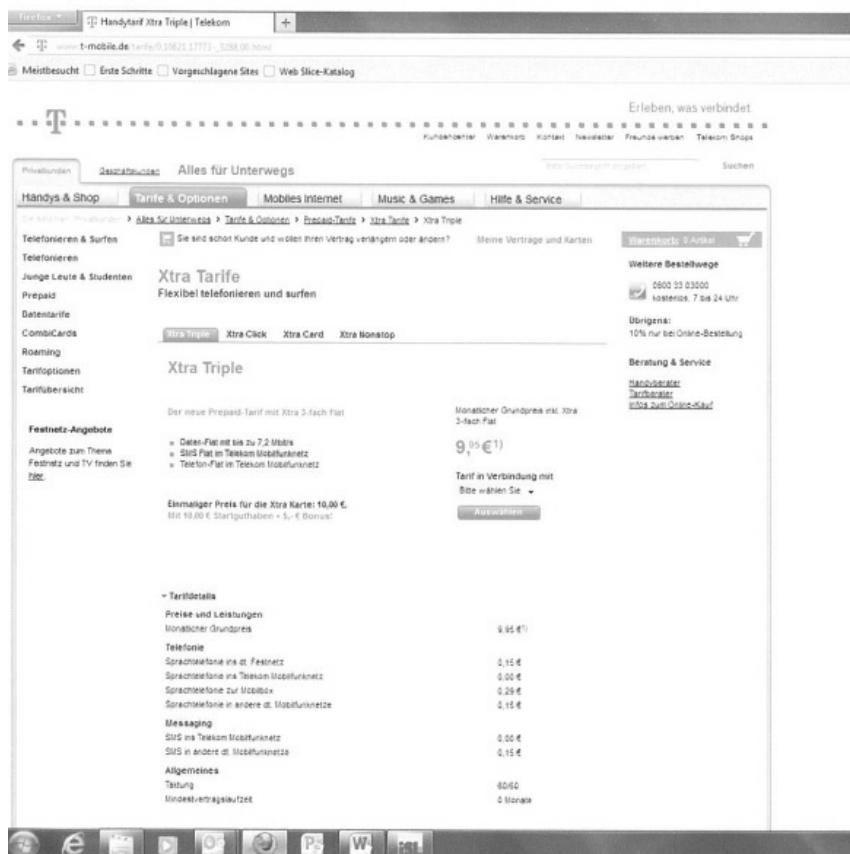 Firefox
Handytarif Xtra Triple | Telekom
www.t-mobile.de/tarife/0,10621,17773-_3288,00.html
Meistbesucht Erste Schritte Vorgeschlagene Sites Web Slice-Katalog
Erleben, was verbindet.
T
Kundencenter Warenkorb Kontakt Newsletter Freunde werben Telekom Shops
Privatkunden Geschäftskunden Alles für Unterwegs Suchen
Handys & Shop Tarife & Optionen Mobiles Internet Music & Games Hilfe & Service
Privatkunden > Alles für Unterwegs > Tarife & Optionen > Prepaid-Tarife > Xtra Tarife > Xtra Triple
Telefonieren & Surfen
Telefonieren
Junge Leute & Studenten
Prepaid
Datentarife
CombiCards
Roaming
Tarifoptionen
Tarifübersicht
Festnetz-Angebote
Angebote zum Thema
Festnetz und TV finden Sie
hier.
Sie sind schon Kunde und wollen Ihren Vertrag verlängern oder ändern? Meine Verträge und Karten
Xtra Tarife
Flexibel telefonieren und surfen
Xtra Triple Xtra Click Xtra Card Xtra Nonstop
Xtra Triple
Der neue Prepaid-Tarif mit Xtra 3-fach Flat
Daten-Flat mit bis zu 7,2 Mbit/s
SMS Flat im Telekom Mobilfunknetz
Telefon-Flat im Telekom Mobilfunknetz
Einmaliger Preis für die Xtra Karte: 10,00 €.
Mit 10,00 € Startguthaben + 5,- € Bonus!
Monatlicher Grundpreis inkl. Xtra
3-fach Flat
9,95 € 1)
Tarif in Verbindung mit
Bitte wählen Sie
Auswählen
Warenkorb: 0 Artikel
Weitere Bestellwege
0800 33 03000
kostenlos, 7 bis 24 Uhr
Übrigens:
10% nur bei Online-Bestellung
Beratung & Service
Handyberater
Tarifberater
Infos zum Online-Kauf
Tarifdetails
Preise und Leistungen
Monatlicher Grundpreis 9,95 € 1)
Telefonie
Sprachtelefonie ins dt. Festnetz 0,15 €
Sprachtelefonie ins Telekom Mobilfunknetz 0,00 €
Sprachtelefonie zur Mobilbox 0,29 €
Sprachtelefonie in andere dt. Mobilfunknetze 0,15 €
Messaging
SMS ins Telekom Mobilfunknetz 0,00 €
SMS in andere dt. Mobilfunknetze 0,15 €
Allgemeines
Taktung 60/60
Mindestvertragslaufzeit 0 Monate